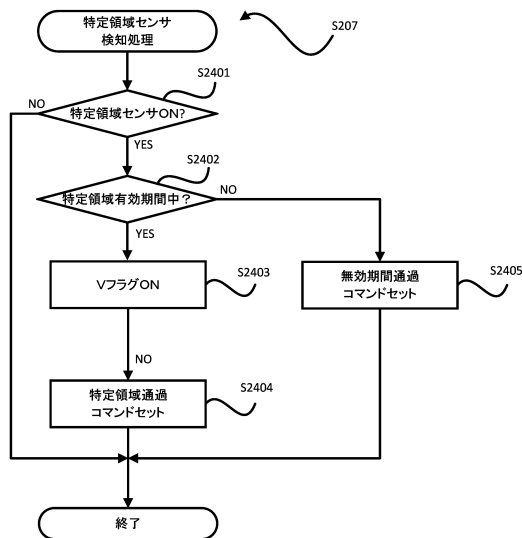 特定領域センサ
検知処理
S207
S2401
NO
特定領域センサON?
YES
S2402
特定領域有効期間中？
NO
YES
S2403
VフラグON
S2405
無効期間通過
コマンドセット
NO
S2404
特定領域通過
コマンドセット
終了